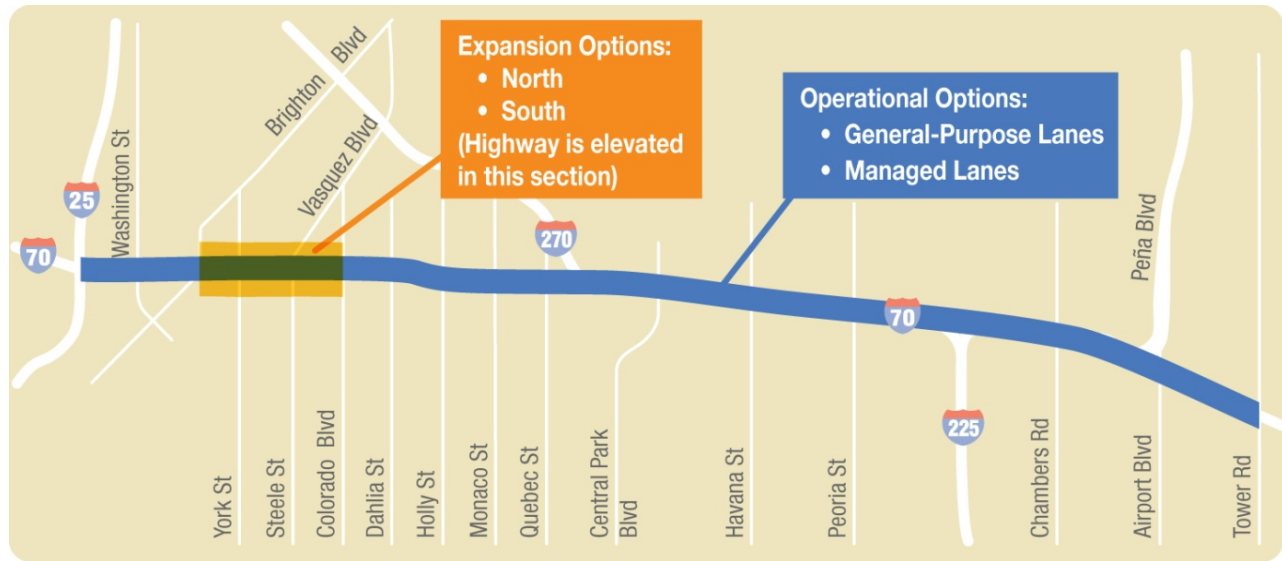 Expansion Options:
• North
• South
(Highway is elevated
in this section)
Operational Options:
• General-Purpose Lanes
• Managed Lanes
Brighton Blvd
Vasquez Blvd
Washington St
25
70
270
70
225
Peña Blvd
York St
Steele St
Colorado Blvd
Dahlia St
Holly St
Monaco St
Quebec St
Central Park
Blvd
Havana St
Peoria St
Chambers Rd
Airport Blvd
Tower Rd